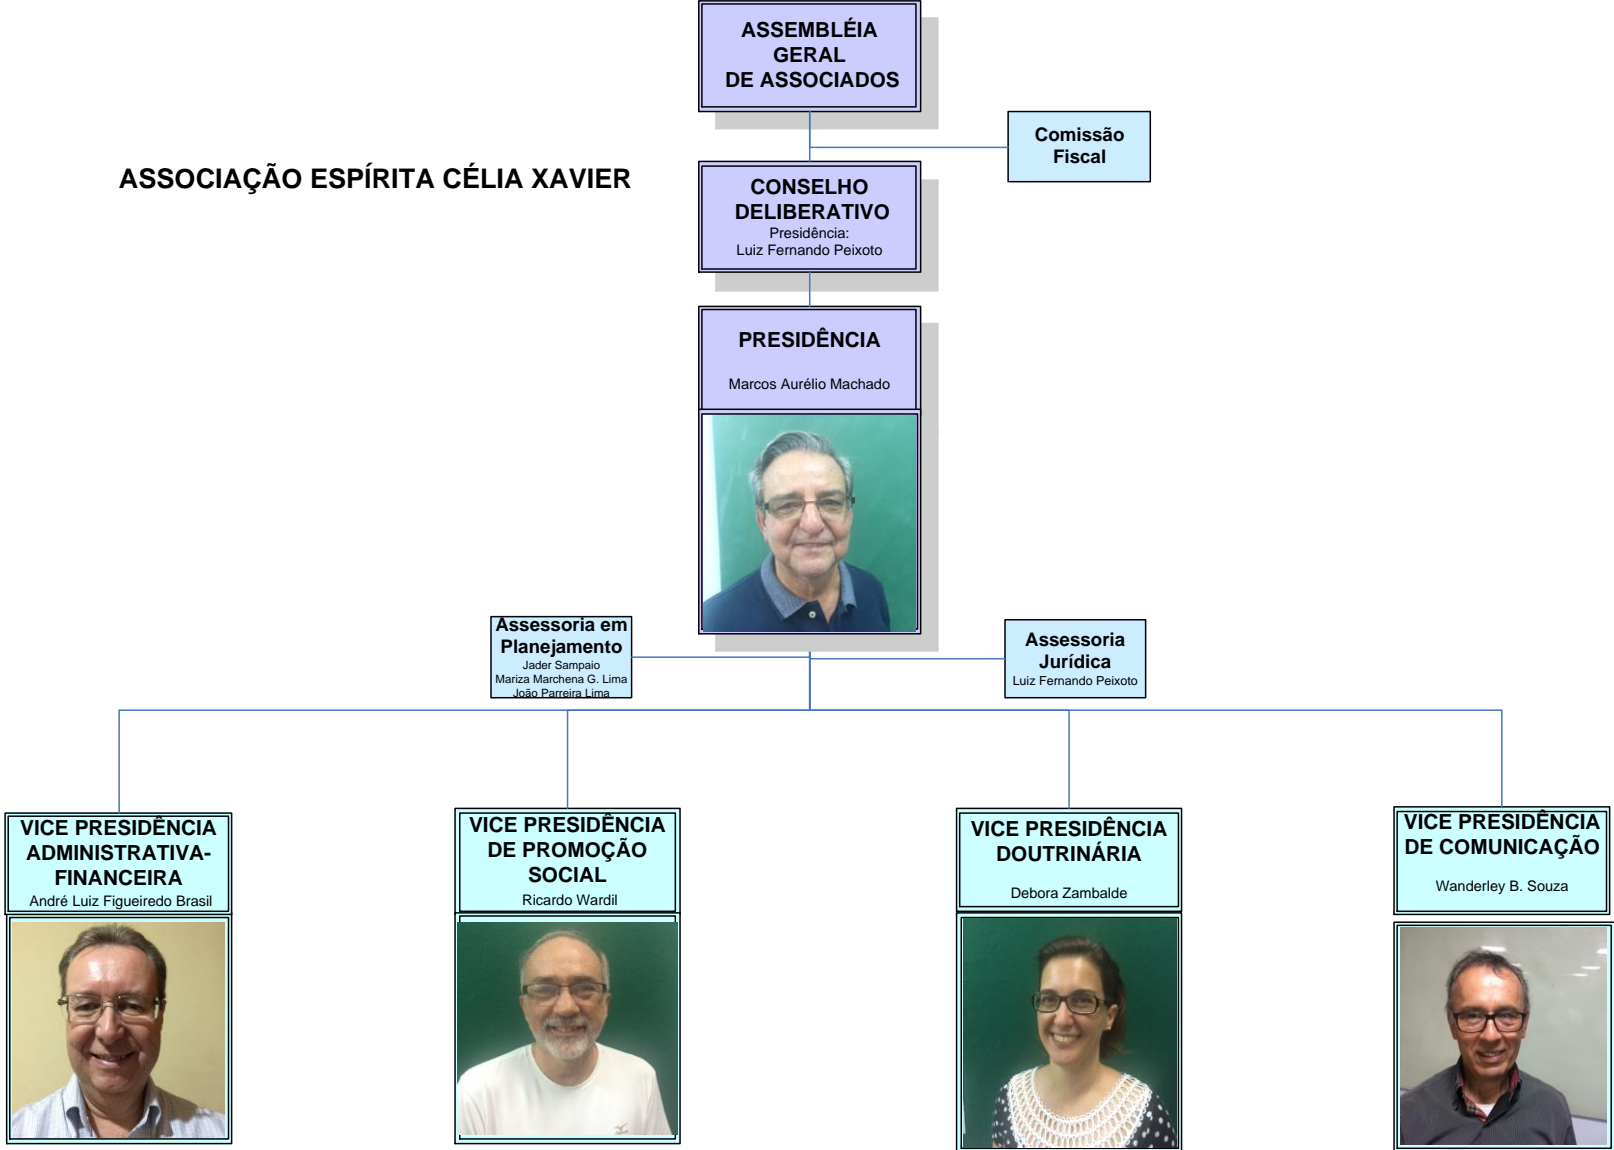 ASSEMBLÉIA
GERAL
DE ASSOCIADOS
Comissão
Fiscal
ASSOCIAÇÃO ESPÍRITA CÉLIA XAVIER
CONSELHO
DELIBERATIVO
Presidência:
Luiz Fernando Peixoto
PRESIDÊNCIA
Marcos Aurélio Machado
Assessoria em
Planejamento
Jader Sampaio
Mariza Marchena G. Lima
João Parreira Lima
Assessoria
Jurídica
Luiz Fernando Peixoto
VICE PRESIDÊNCIA
ADMINISTRATIVA-
FINANCEIRA
André Luiz Figueiredo Brasil
VICE PRESIDÊNCIA
DE PROMOÇÃO
SOCIAL
Ricardo Wardil
VICE PRESIDÊNCIA
DOUTRINÁRIA
Debora Zambalde
VICE PRESIDÊNCIA
DE COMUNICAÇÃO
Wanderley B. Souza